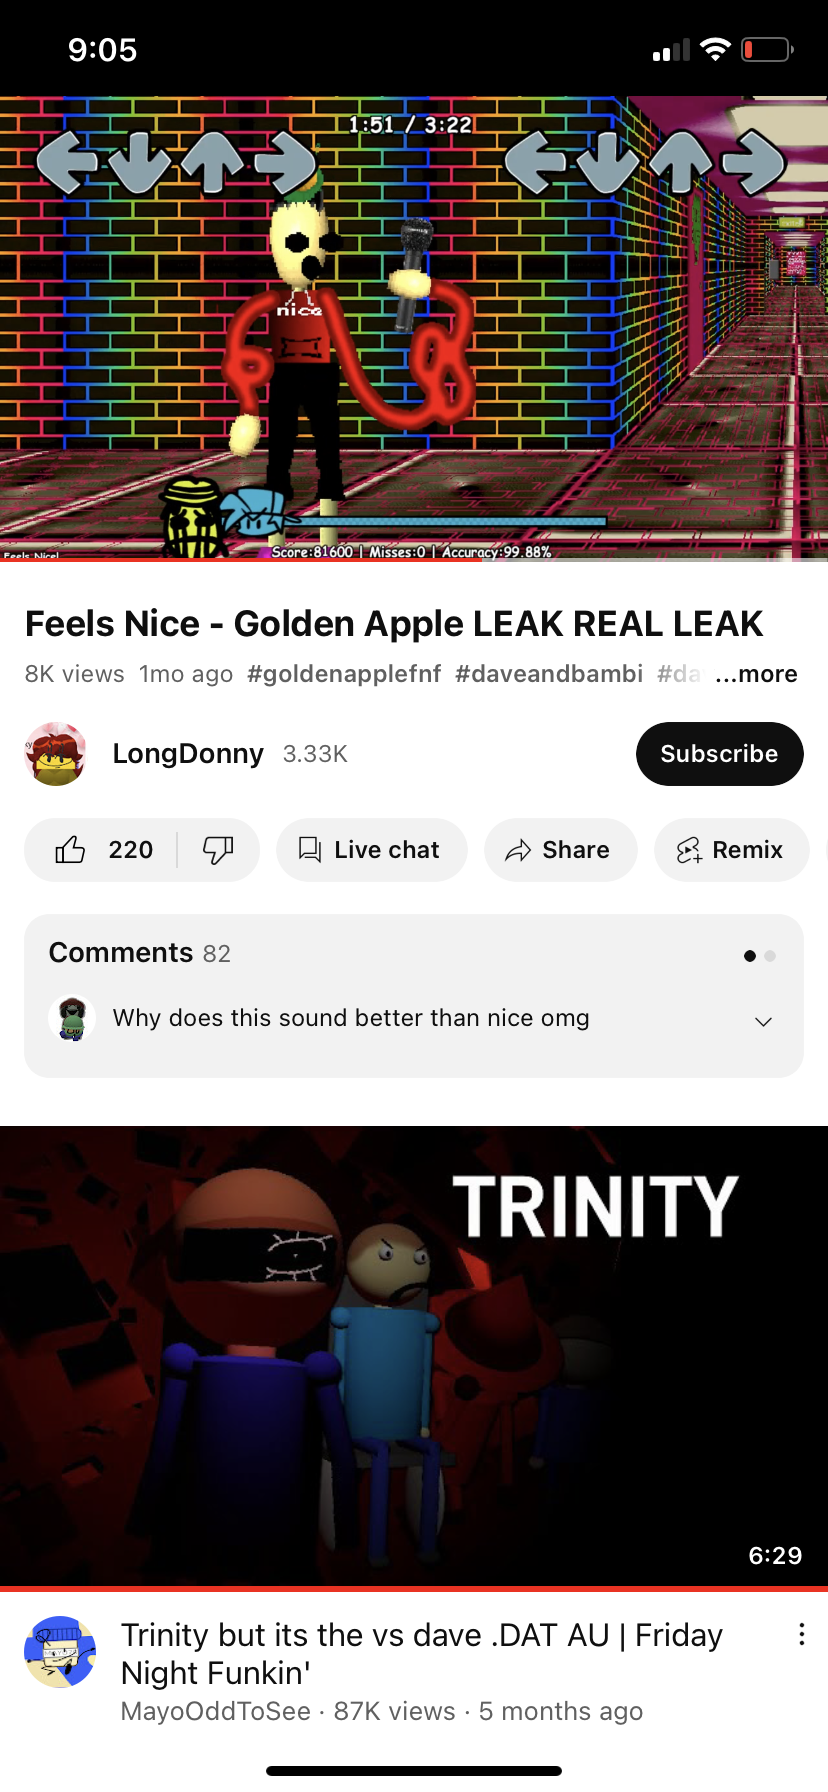 9:05
1:51 / 3:22
nice
Score:81600 | Misses:0 | Accuracy:99.88%
Feels Nice!
Feels Nice - Golden Apple LEAK REAL LEAK
8K views 1mo ago #goldenapplefnf #daveandbambi #da ...more
LongDonny 3.33K
Subscribe
220
Live chat
Share
Remix
Comments 82
Why does this sound better than nice omg
TRINITY
6:29
Trinity but its the vs dave .DAT AU | Friday
Night Funkin'
MayoOddToSee · 87K views · 5 months ago